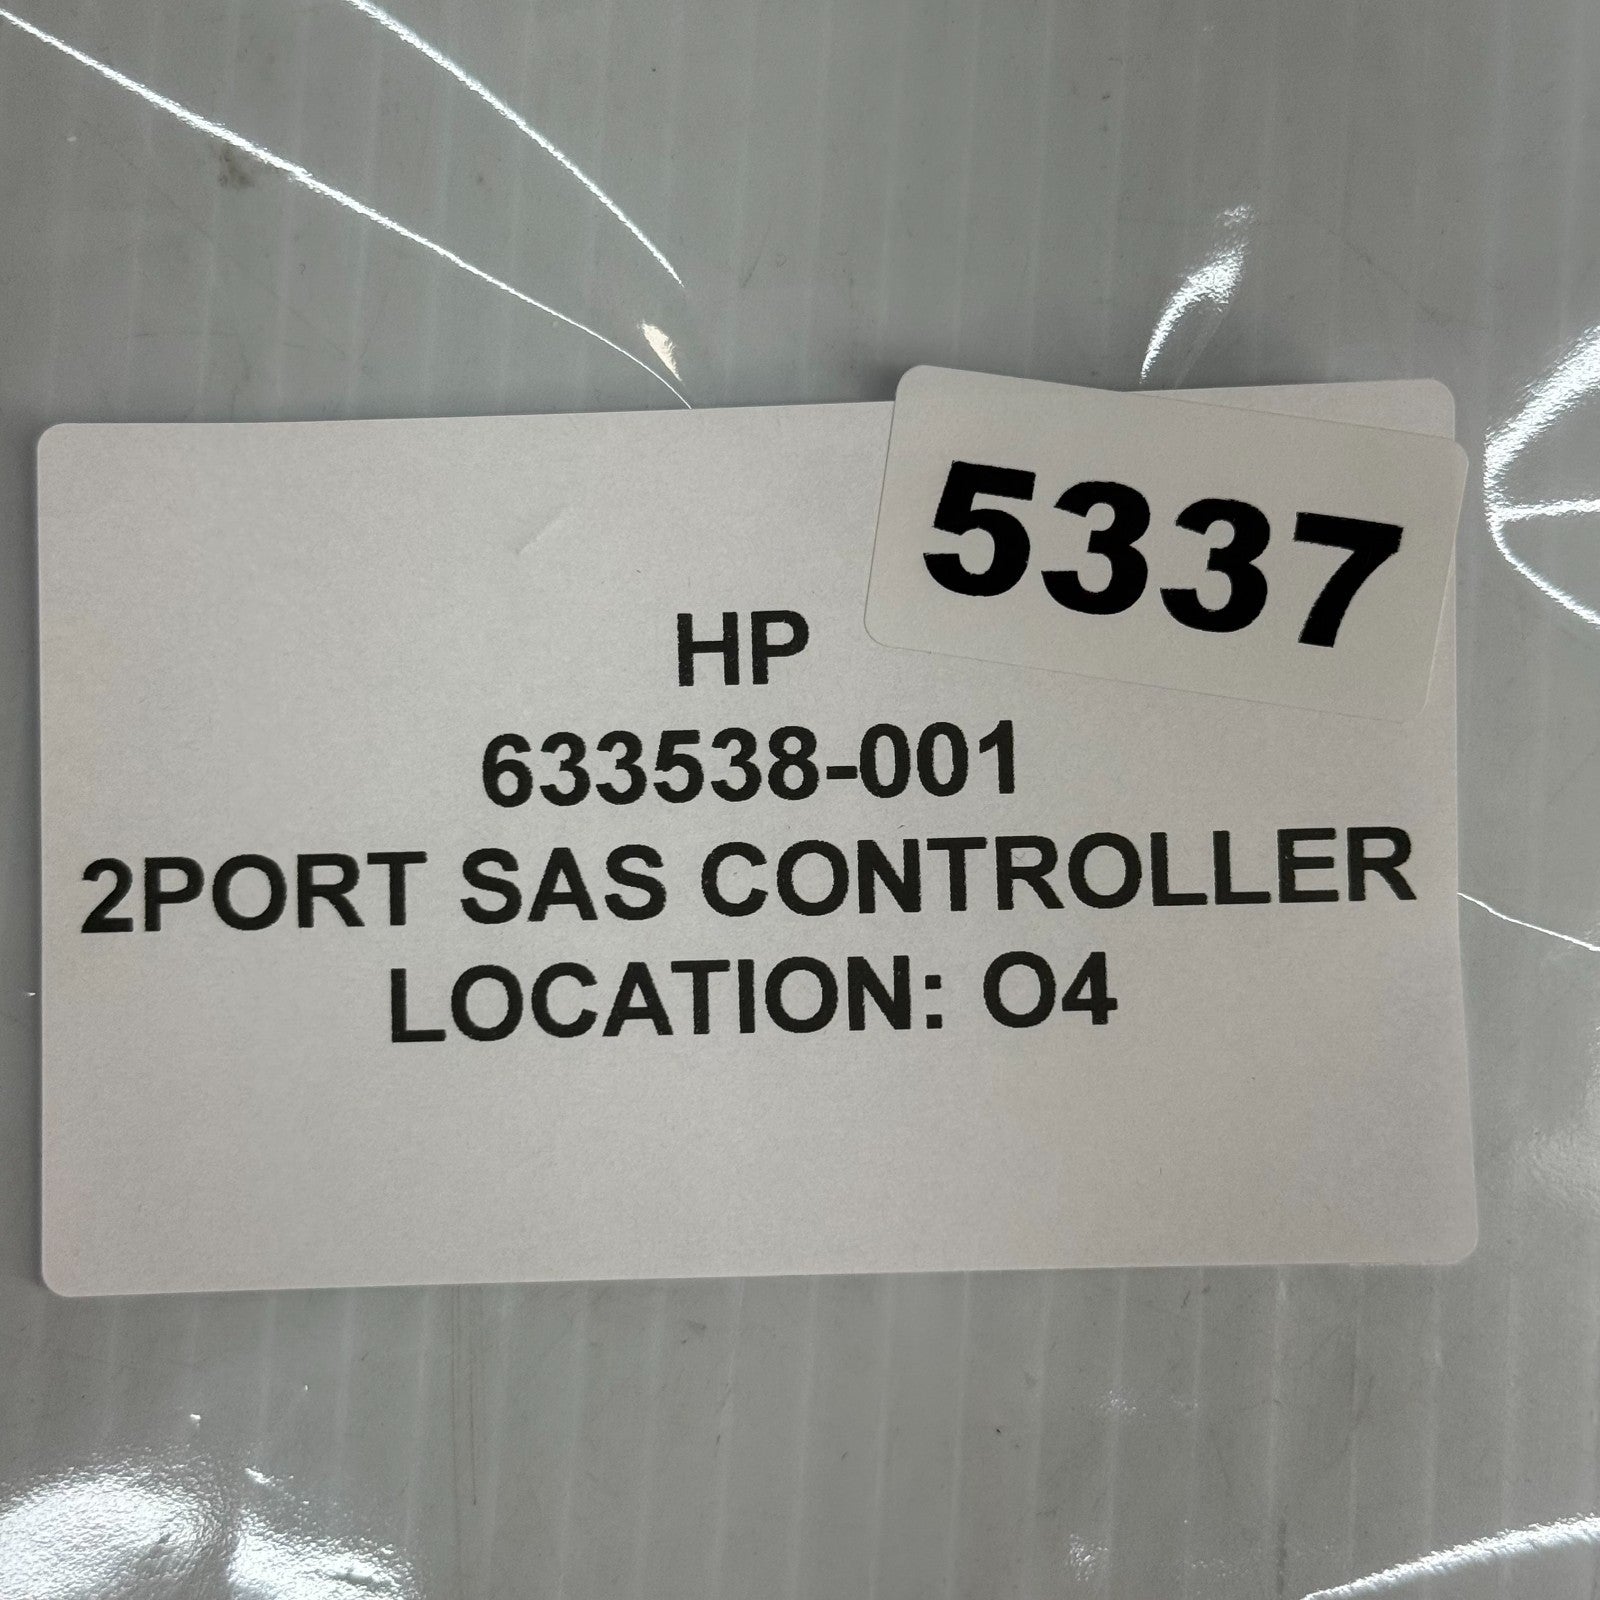 5337
HP
633538-001
2PORT SAS CONTROLLER
LOCATION: O4